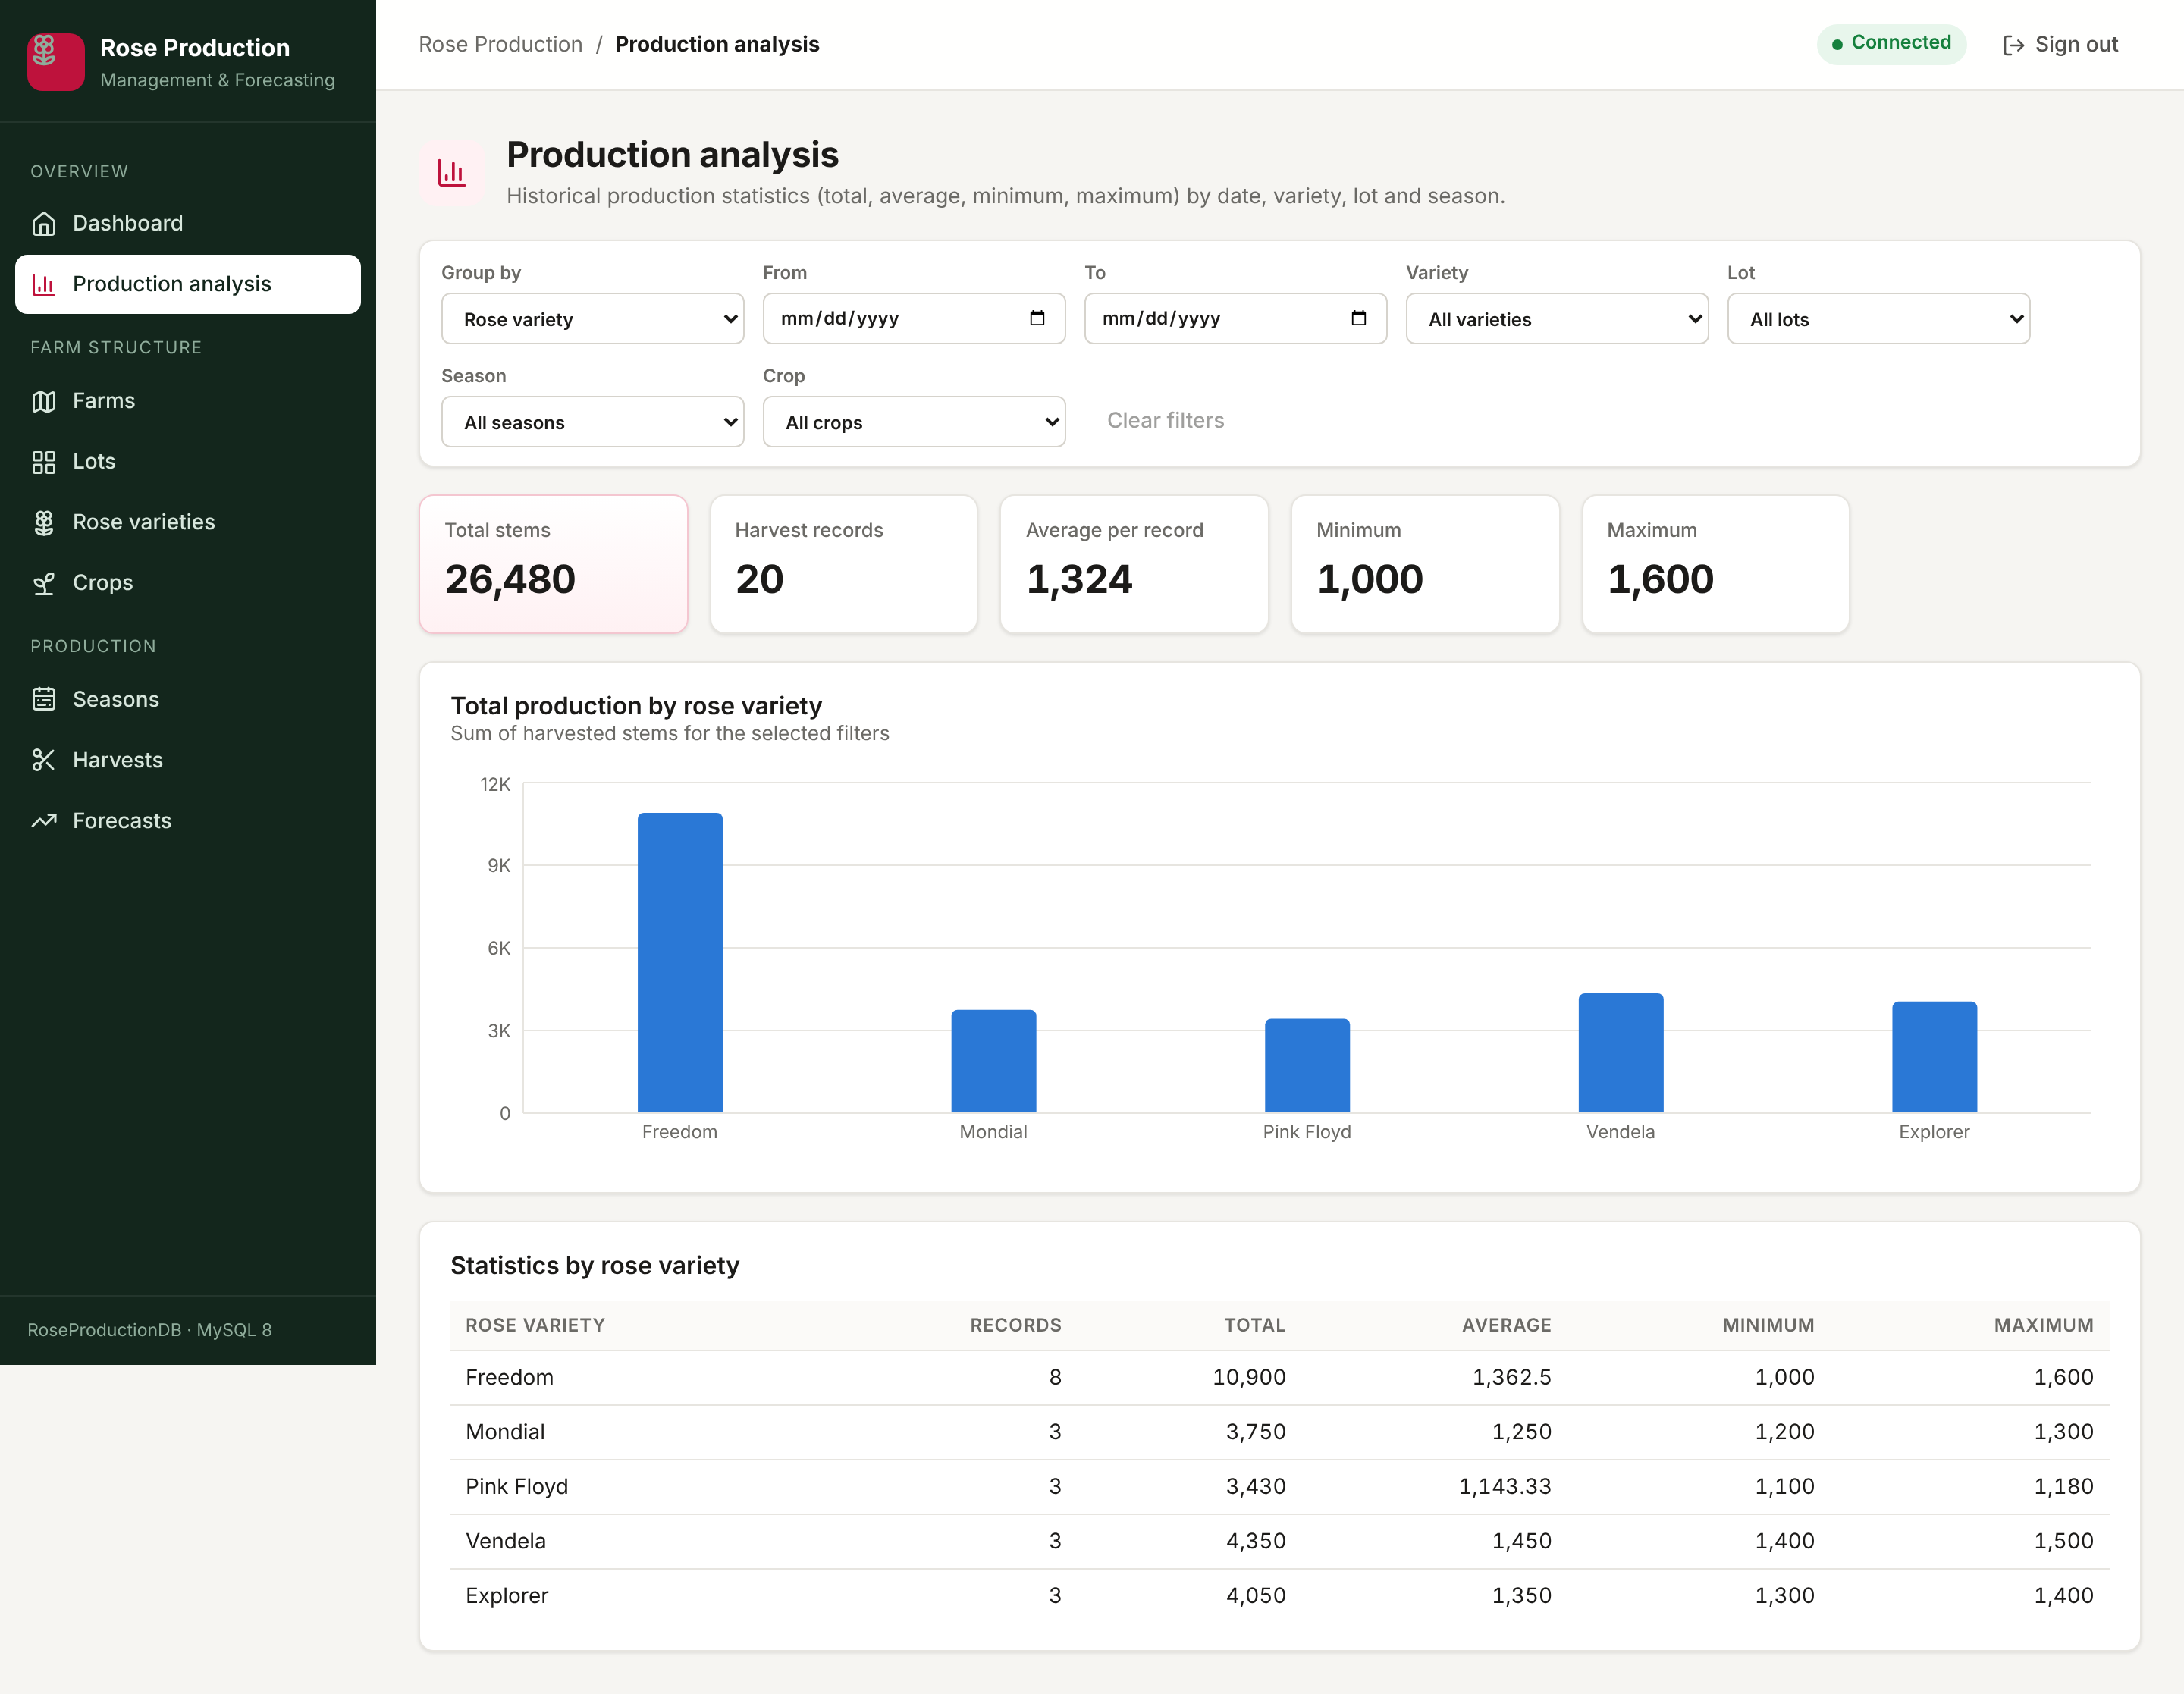 Rose Production
Management & Forecasting
OVERVIEW
Dashboard
Production analysis
FARM STRUCTURE
Farms
Lots
Rose varieties
Crops
PRODUCTION
Seasons
Harvests
Forecasts
RoseProductionDB · MySQL 8
Rose Production / Production analysis
Connected
Sign out
Production analysis
Historical production statistics (total, average, minimum, maximum) by date, variety, lot and season.
Group by From To Variety Lot
Rose variety mm/dd/yyyy mm/dd/yyyy All varieties All lots
Season Crop
All seasons All crops Clear filters
Total stems Harvest records Average per record Minimum Maximum
26,480 20 1,324 1,000 1,600
Total production by rose variety
Sum of harvested stems for the selected filters
12K
9K
6K
3K
0
Freedom Mondial Pink Floyd Vendela Explorer
Statistics by rose variety
ROSE VARIETY RECORDS TOTAL AVERAGE MINIMUM MAXIMUM
Freedom 8 10,900 1,362.5 1,000 1,600
Mondial 3 3,750 1,250 1,200 1,300
Pink Floyd 3 3,430 1,143.33 1,100 1,180
Vendela 3 4,350 1,450 1,400 1,500
Explorer 3 4,050 1,350 1,300 1,400